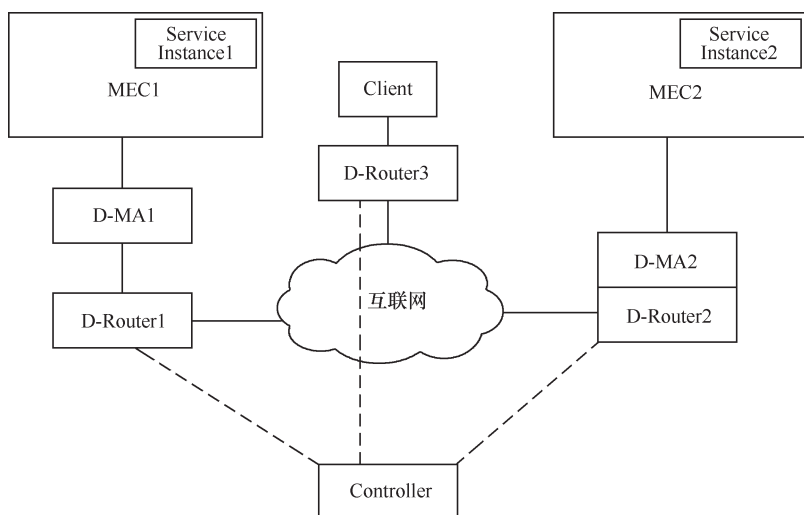 Service
Instance1
MEC1
Client
Service
Instance2
MEC2
D-Router3
D-MA1
D-MA2
互联网
D-Router1
D-Router2
Controller